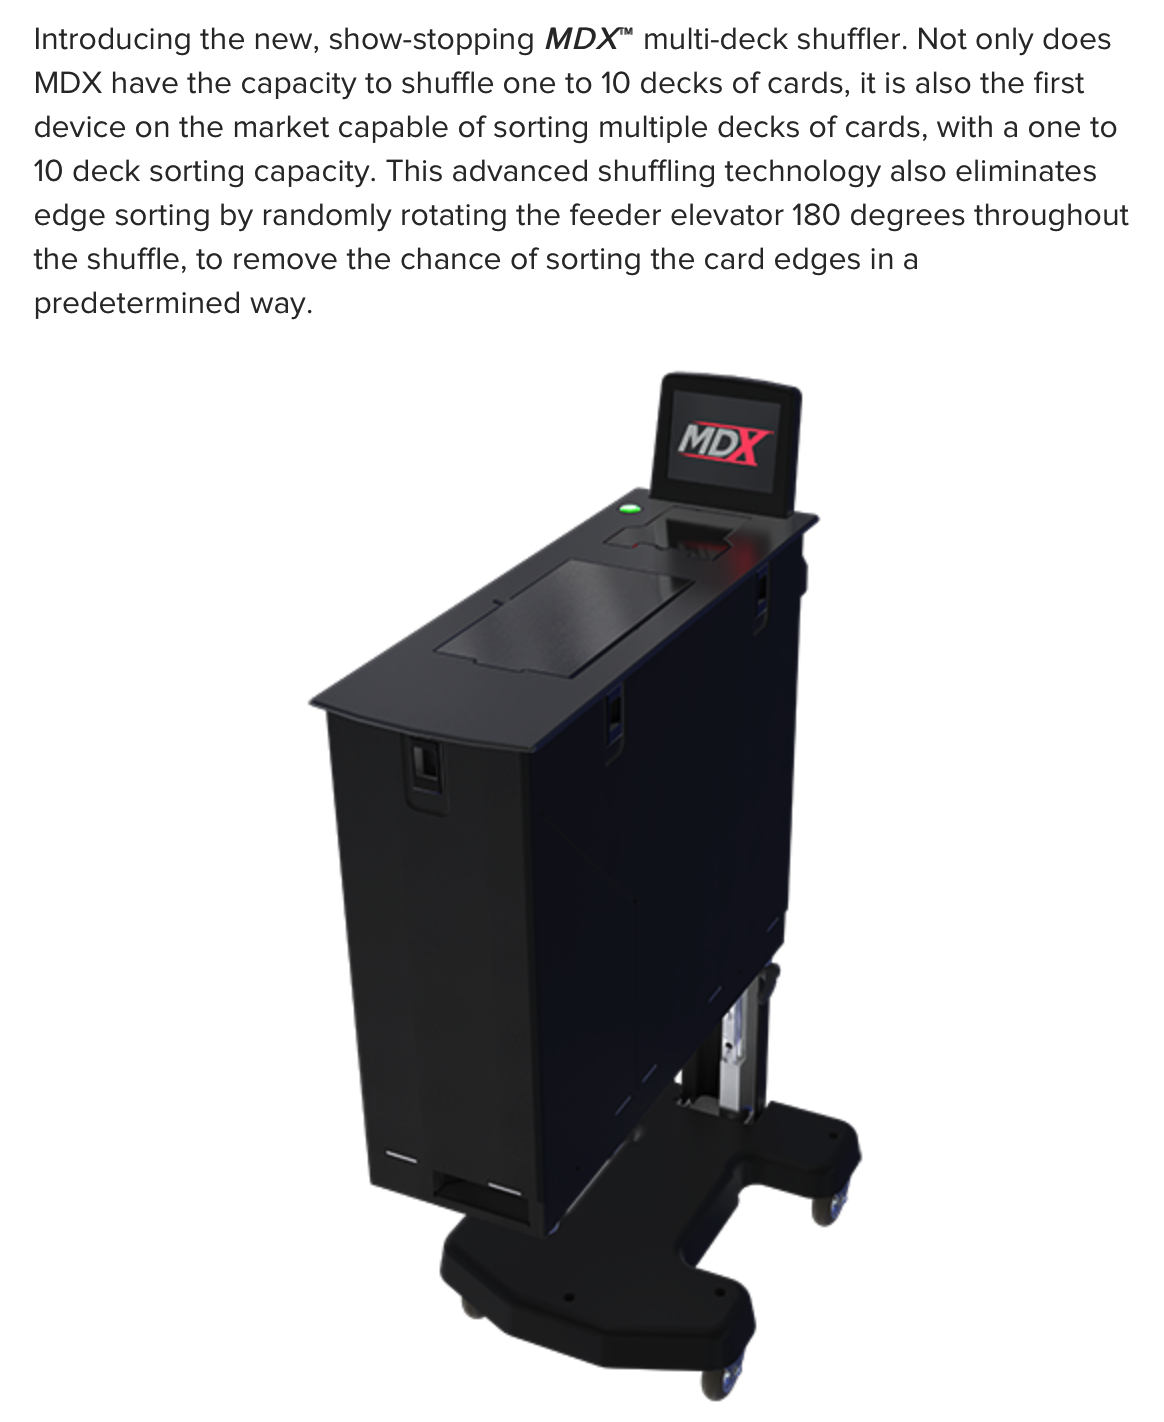 Introducing the new, show-stopping MDX™ multi-deck shuffler. Not only does
MDX have the capacity to shuffle one to 10 decks of cards, it is also the first
device on the market capable of sorting multiple decks of cards, with a one to
10 deck sorting capacity. This advanced shuffling technology also eliminates
edge sorting by randomly rotating the feeder elevator 180 degrees throughout
the shuffle, to remove the chance of sorting the card edges in a
predetermined way.
MDX